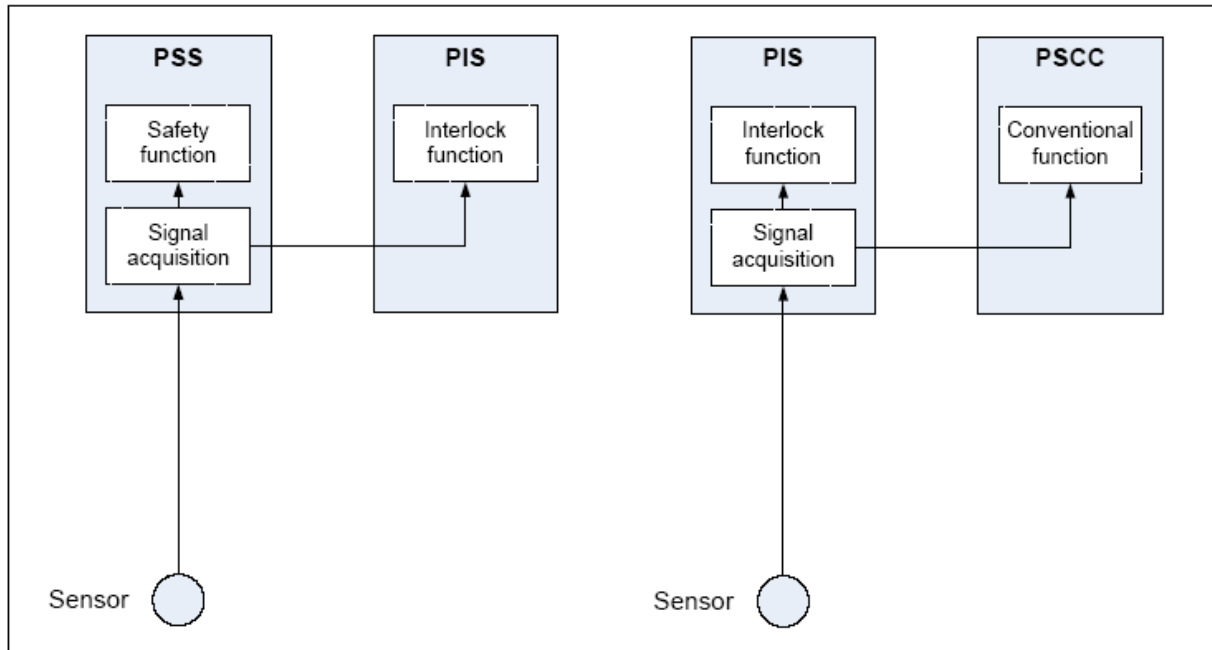 PSS
Safety
function
Signal
acquisition
PIS
Interlock
function
Sensor
PIS
Interlock
function
Signal
acquisition
PSCC
Conventional
function
Sensor